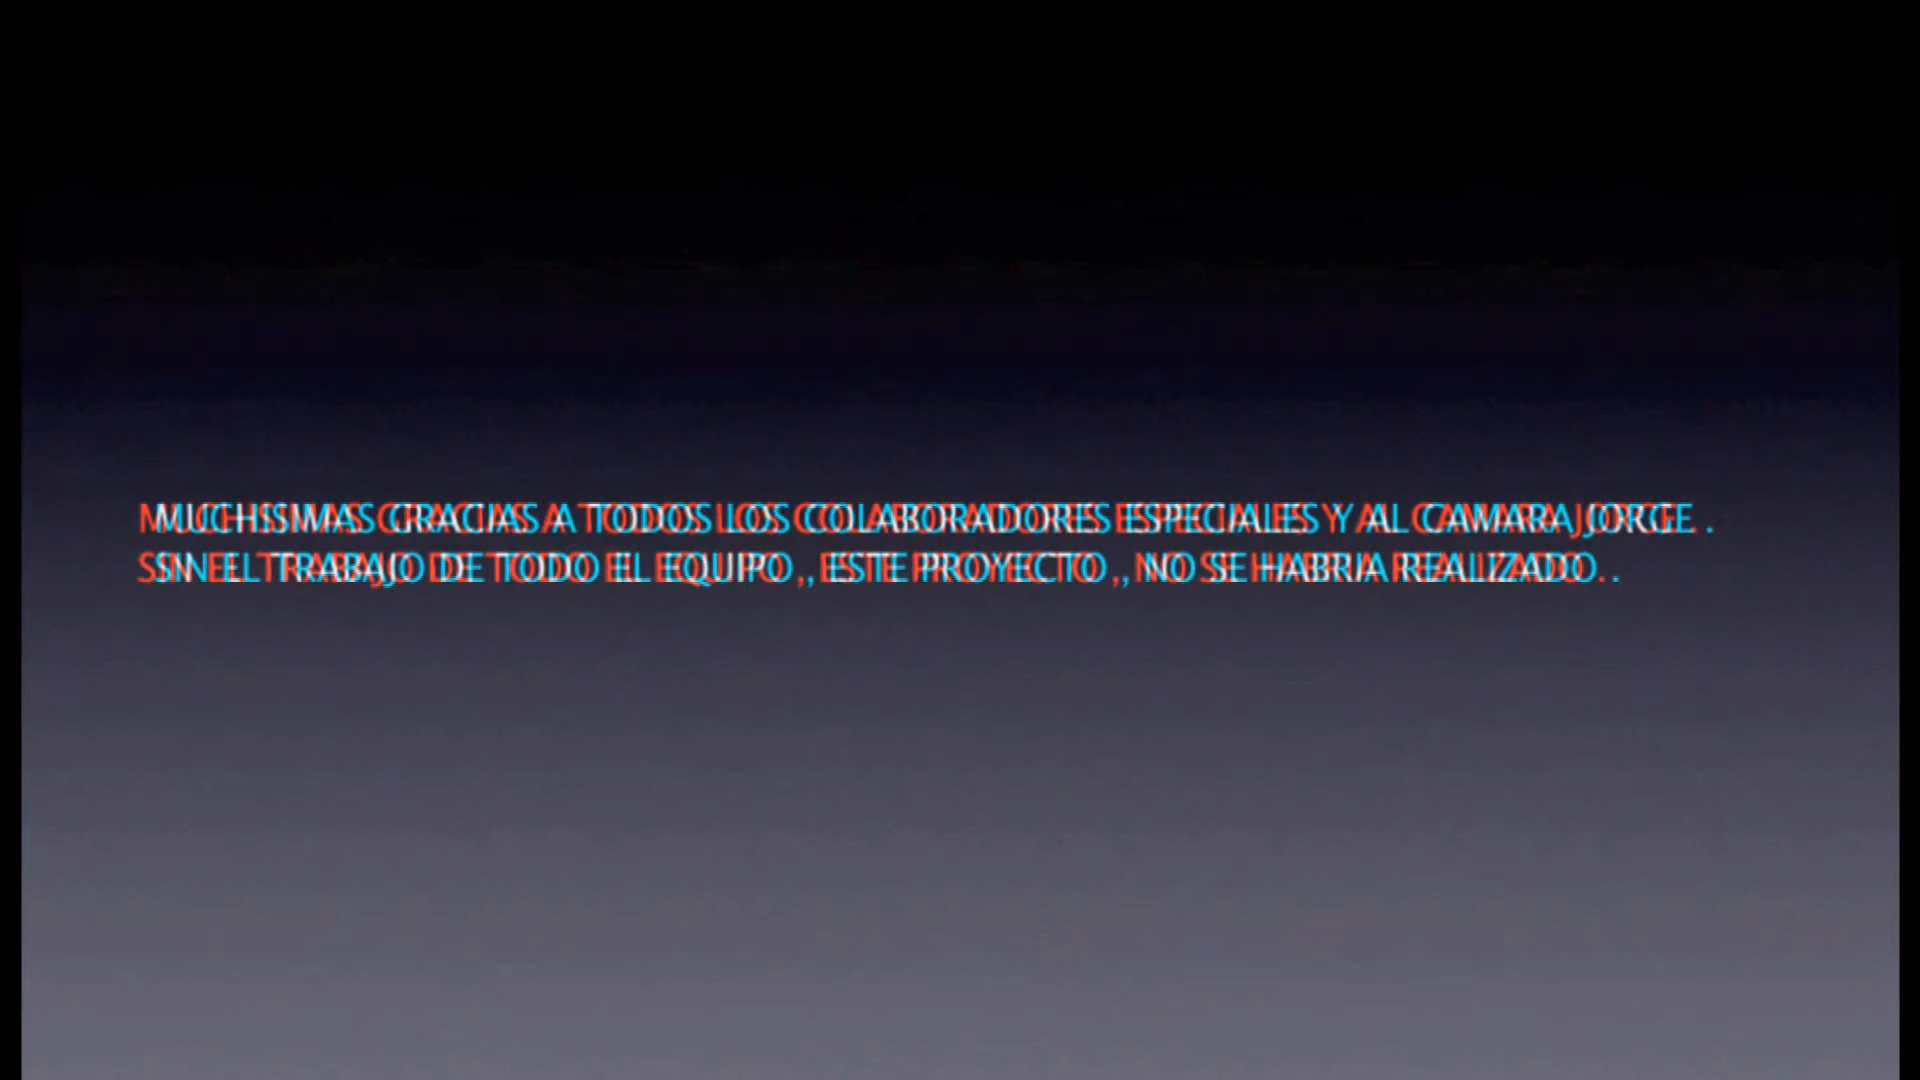 MUCHISIMAS GRACIAS A TODOS LOS COLABORADORES ESPECIALES Y AL CAMARA JORGE .
SIN EL TRABAJO DE TODO EL EQUIPO , ESTE PROYECTO , NO SE HABRIA REALIZADO .